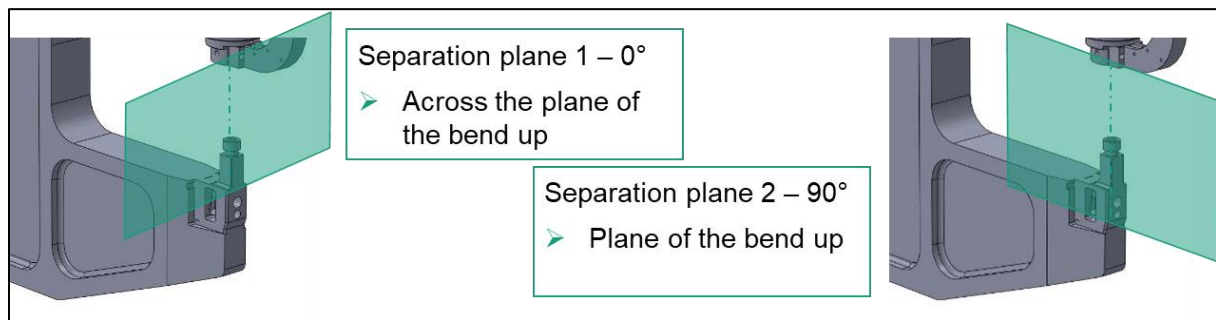 Separation plane 1 – 0°
➢ Across the plane of
the bend up
Separation plane 2 – 90°
➢ Plane of the bend up